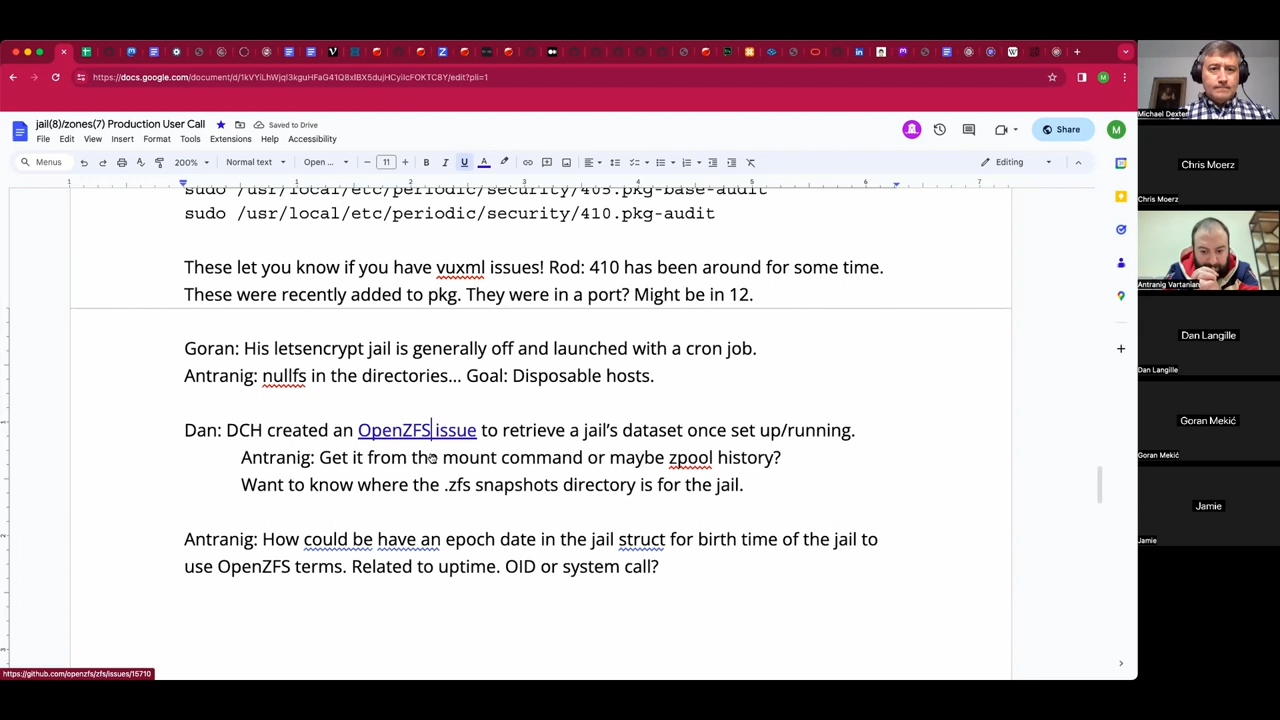 https://docs.google.com/document/d/1kVYiLhWjql3kguHFaG41Q8xlBX5dujHCyiIcFOKTC8Y/edit?pli=1
jail(8)/zones(7) Production User Call
Saved to Drive
File Edit View Insert Format Tools Extensions Help Accessibility
Share
M
Menus
200%
Normal text
Open ...
11
Editing
sudo /usr/local/etc/periodic/security/405.pkg-base-audit
sudo /usr/local/etc/periodic/security/410.pkg-audit
These let you know if you have vuxml issues! Rod: 410 has been around for some time.
These were recently added to pkg. They were in a port? Might be in 12.
Goran: His letsencrypt jail is generally off and launched with a cron job.
Antranig: nullfs in the directories... Goal: Disposable hosts.
Dan: DCH created an OpenZFS issue to retrieve a jail's dataset once set up/running.
Antranig: Get it from the mount command or maybe zpool history?
Want to know where the .zfs snapshots directory is for the jail.
Antranig: How could be have an epoch date in the jail struct for birth time of the jail to
use OpenZFS terms. Related to uptime. OID or system call?
https://github.com/openzfs/zfs/issues/15710
Michael Dexter
Chris Moerz
Chris Moerz
Antranig Vartanian
Dan Langille
Dan Langille
Goran Mekić
Goran Mekić
Jamie
Jamie